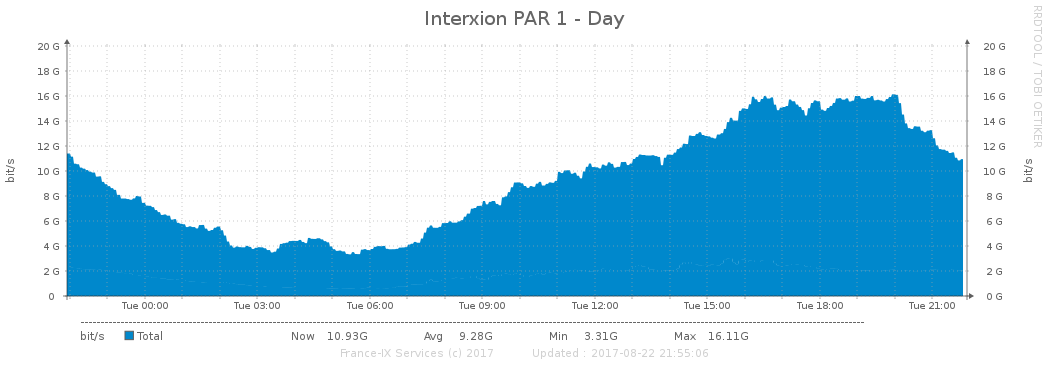 Interxion PAR 1 - Day
RRDTOOL / TOBI OETIKER
20 G 20 G
18 G 18 G
16 G 16 G
14 G 14 G
12 G 12 G
10 G 10 G
8 G 8 G
6 G 6 G
4 G 4 G
2 G 2 G
0 0 G
bit/s bit/s
Tue 00:00 Tue 03:00 Tue 06:00 Tue 09:00 Tue 12:00 Tue 15:00 Tue 18:00 Tue 21:00
bit/s Total Now 10.93G Avg 9.28G Min 3.31G Max 16.11G
France-IX Services (c) 2017 Updated : 2017-08-22 21:55:06